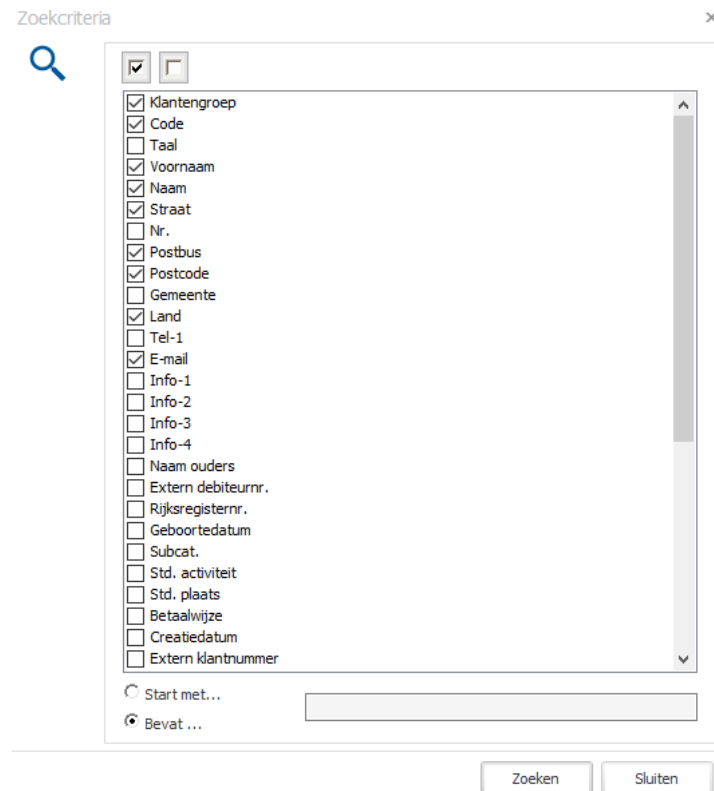 Zoekcriteria
Klantengroep
Code
Taal
Voornaam
Naam
Straat
Nr.
Postbus
Postcode
Gemeente
Land
Tel-1
E-mail
Info-1
Info-2
Info-3
Info-4
Naam ouders
Extern debiteurnr.
Rijksregisternr.
Geboortedatum
Subcat.
Std. activiteit
Std. plaats
Betaalwijze
Creatiedatum
Extern klantnummer
Start met...
Bevat ...
Zoeken Sluiten